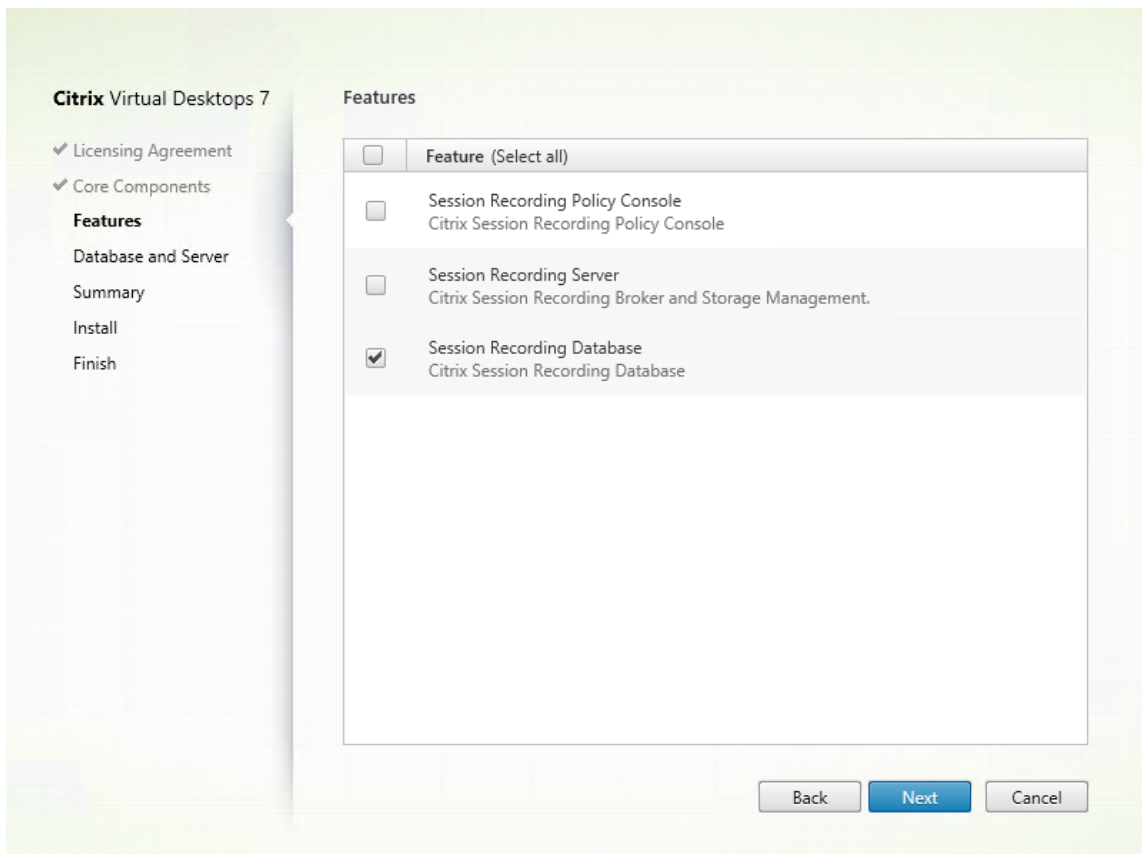 Citrix Virtual Desktops 7
Licensing Agreement
Core Components
Features
Database and Server
Summary
Install
Finish
Features
Feature (Select all)
Session Recording Policy Console
Citrix Session Recording Policy Console
Session Recording Server
Citrix Session Recording Broker and Storage Management.
Session Recording Database
Citrix Session Recording Database
Back
Next
Cancel